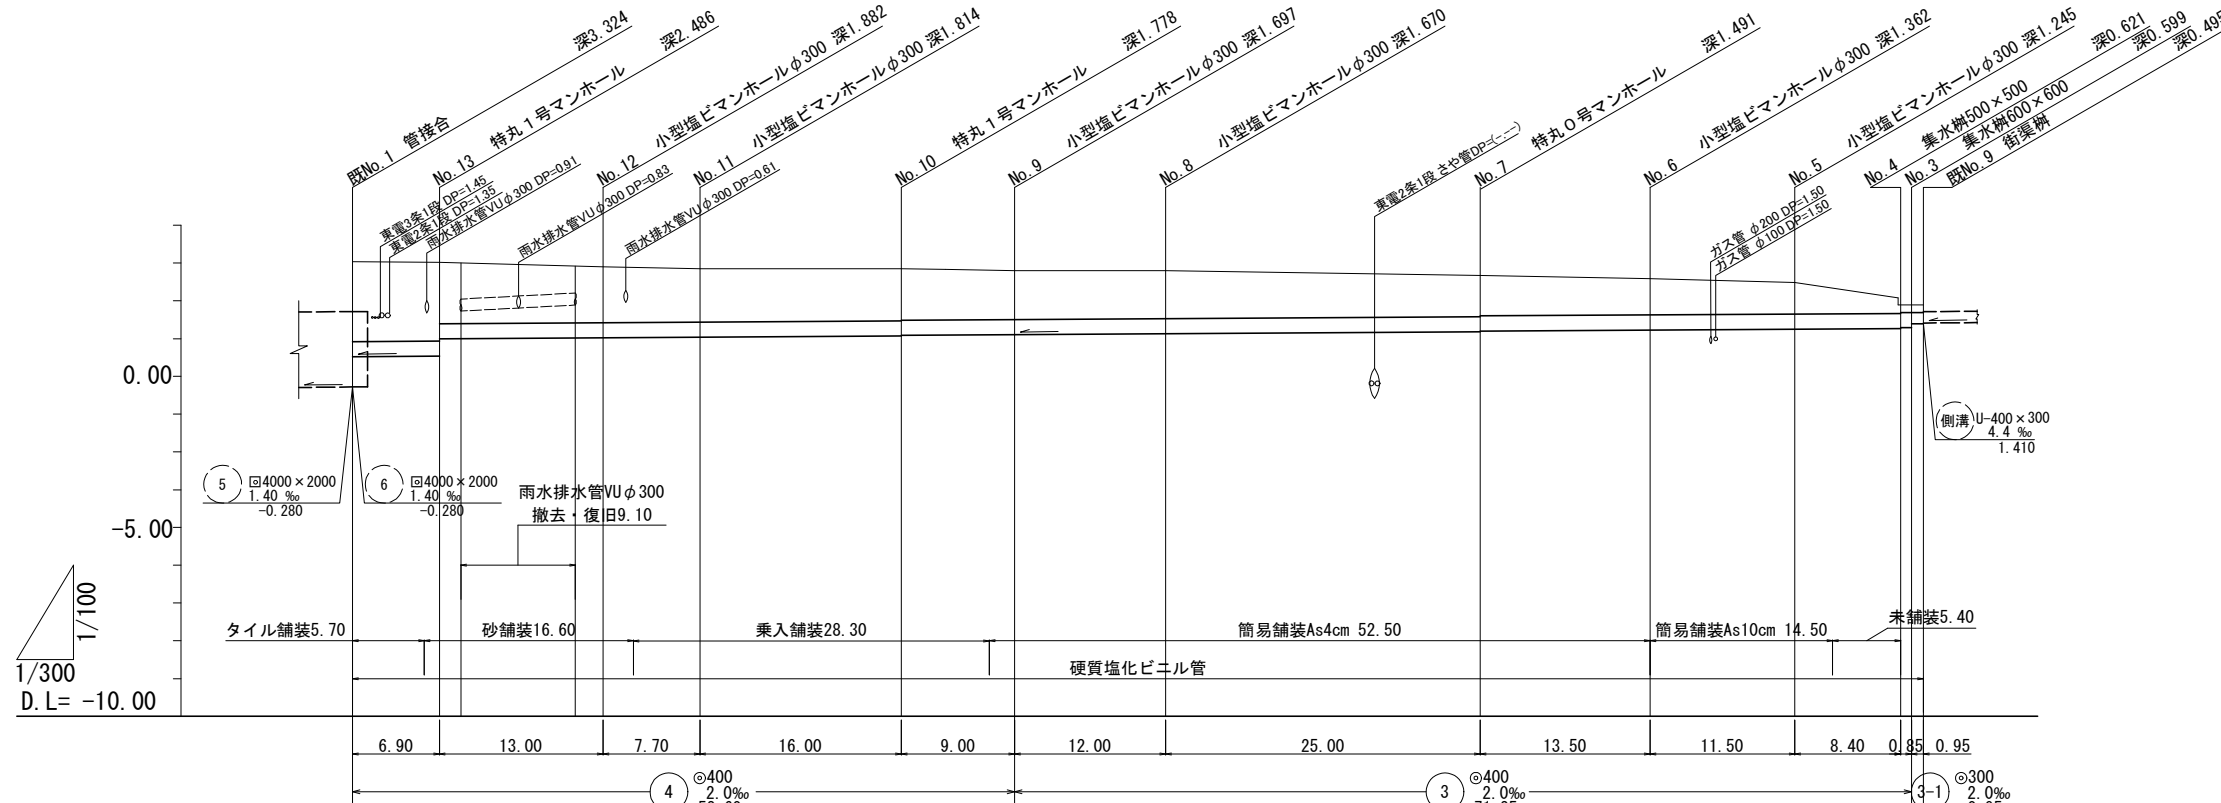 既No.1 管接合 深3.324
No.13 特丸１号マンホール 深2.486
No.12 小型塩ビマンホールφ300 深1.882
No.11 小型塩ビマンホールφ300 深1.814
No.10 特丸１号マンホール 深1.778
No.9 小型塩ビマンホールφ300 深1.697
No.8 小型塩ビマンホールφ300 深1.670
No.7 特丸０号マンホール 深1.491
No.6 小型塩ビマンホールφ300 深1.362
No.5 小型塩ビマンホールφ300 深1.245
No.4 集水桝500×500 深0.621
No.3 集水桝600×600 深0.599
既No.9 街渠桝 深0.495
東電3条1段 DP=1.45
東電2条1段 DP=1.35
雨水排水管VUφ300 DP=0.91
雨水排水管VUφ300 DP=0.83
雨水排水管VUφ300 DP=0.61
東電2条1段 さや管DP=(-.--)
ガス管 φ200 DP=1.50
ガス管 φ100 DP=1.50
0.00
-5.00
側溝 U-400×300
4.4 ‰
1.410
5 回4000×2000
1.40 ‰
-0.280
6 回4000×2000
1.40 ‰
-0.280
雨水排水管VUφ300
撤去・復旧9.10
1/100
1/300
D.L= -10.00
タイル舗装5.70 砂舗装16.60 乗入舗装28.30 簡易舗装As4cm 52.50 簡易舗装As10cm 14.50 未舗装5.40
硬質塩化ビニル管
6.90 13.00 7.70 16.00 9.00 12.00 25.00 13.50 11.50 8.40 0.85 0.95
4 ◎400
2.0‰
3 ◎400
2.0‰
3-1 ◎300
2.0‰